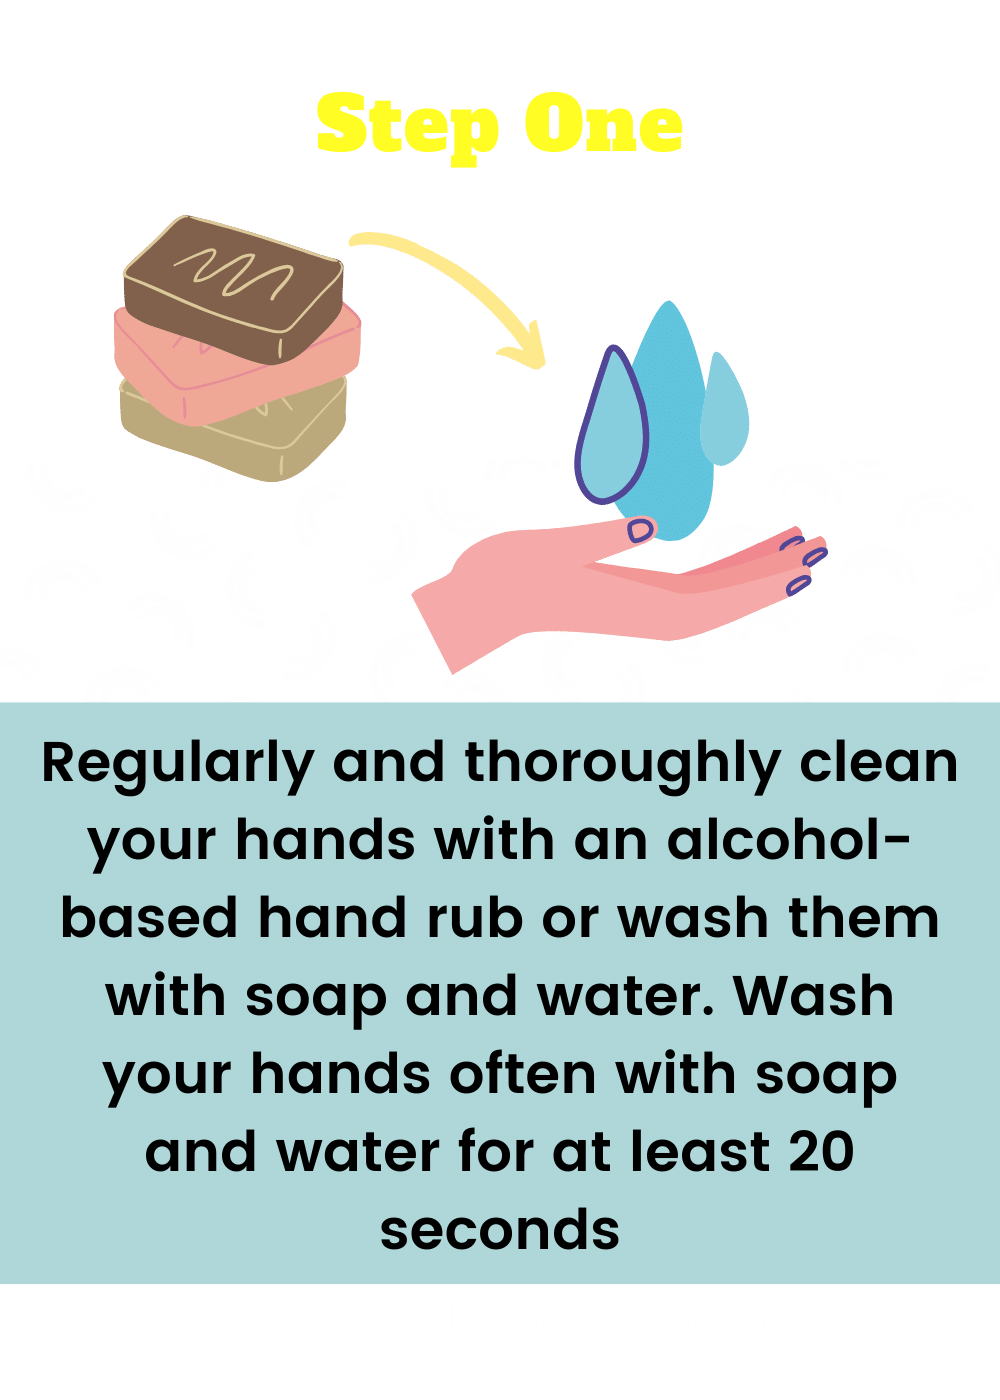 Step One
Regularly and thoroughly clean
your hands with an alcohol-
based hand rub or wash them
with soap and water. Wash
your hands often with soap
and water for at least 20
seconds